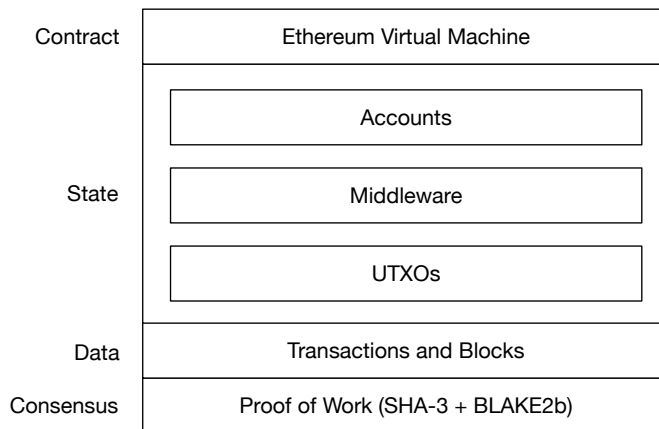 Contract
Ethereum Virtual Machine
Accounts
State
Middleware
UTXOs
Data
Transactions and Blocks
Consensus
Proof of Work (SHA-3 + BLAKE2b)